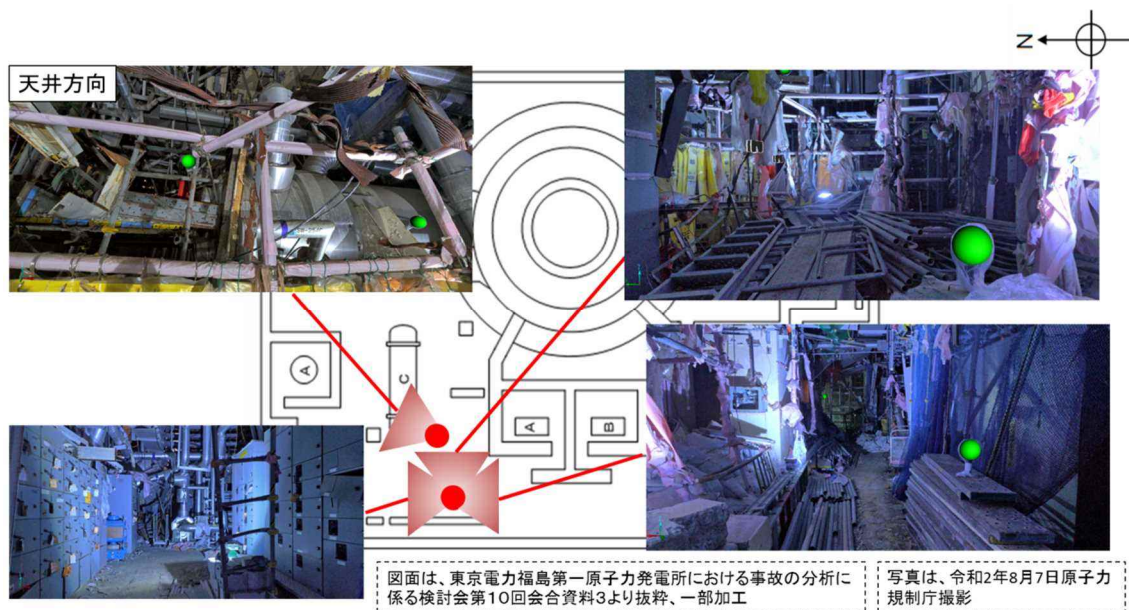 N
天井方向
A
C
A
B
図面は、東京電力福島第一原子力発電所における事故の分析に
係る検討会第10回会合資料3より抜粋、一部加工
写真は、令和2年8月7日原子力
規制庁撮影